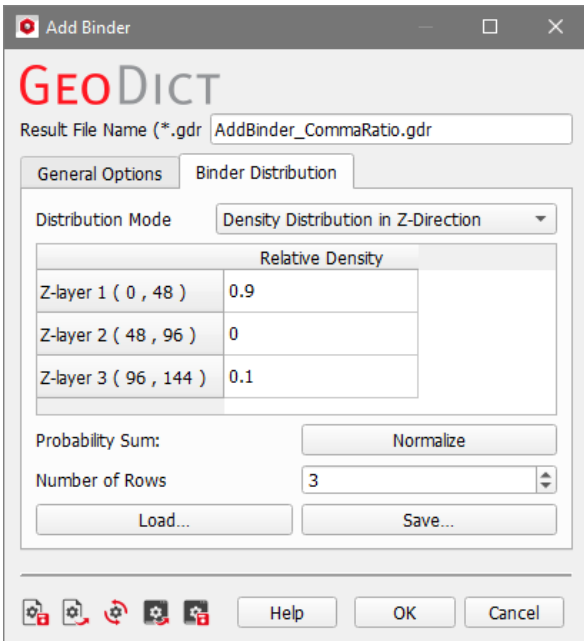 Add Binder
GEODICT
Result File Name (*.gdr AddBinder_CommaRatio.gdr
General Options Binder Distribution
Distribution Mode Density Distribution in Z-Direction
Relative Density
Z-layer 1 ( 0 , 48 ) 0.9
Z-layer 2 ( 48 , 96 ) 0
Z-layer 3 ( 96 , 144 ) 0.1
Probability Sum: Normalize
Number of Rows 3
Load... Save...
Help OK Cancel